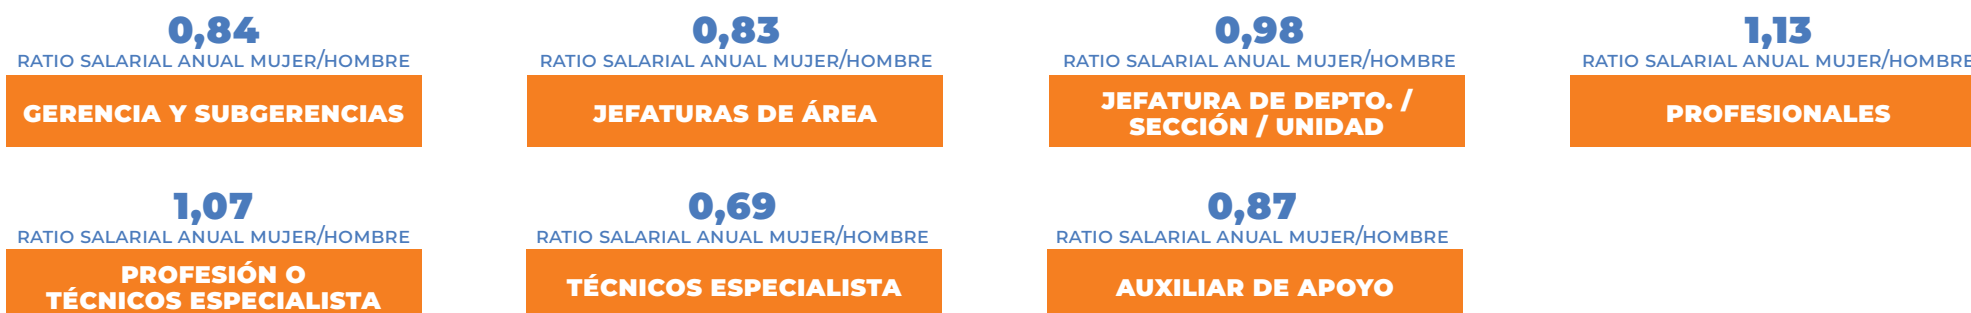 0,84
RATIO SALARIAL ANUAL MUJER/HOMBRE
GERENCIA Y SUBGERENCIAS
0,83
RATIO SALARIAL ANUAL MUJER/HOMBRE
JEFATURAS DE ÁREA
0,98
RATIO SALARIAL ANUAL MUJER/HOMBRE
JEFATURA DE DEPTO. /
SECCIÓN / UNIDAD
1,13
RATIO SALARIAL ANUAL MUJER/HOMBRE
PROFESIONALES
1,07
RATIO SALARIAL ANUAL MUJER/HOMBRE
PROFESIÓN O
TÉCNICOS ESPECIALISTA
0,69
RATIO SALARIAL ANUAL MUJER/HOMBRE
TÉCNICOS ESPECIALISTA
0,87
RATIO SALARIAL ANUAL MUJER/HOMBRE
AUXILIAR DE APOYO